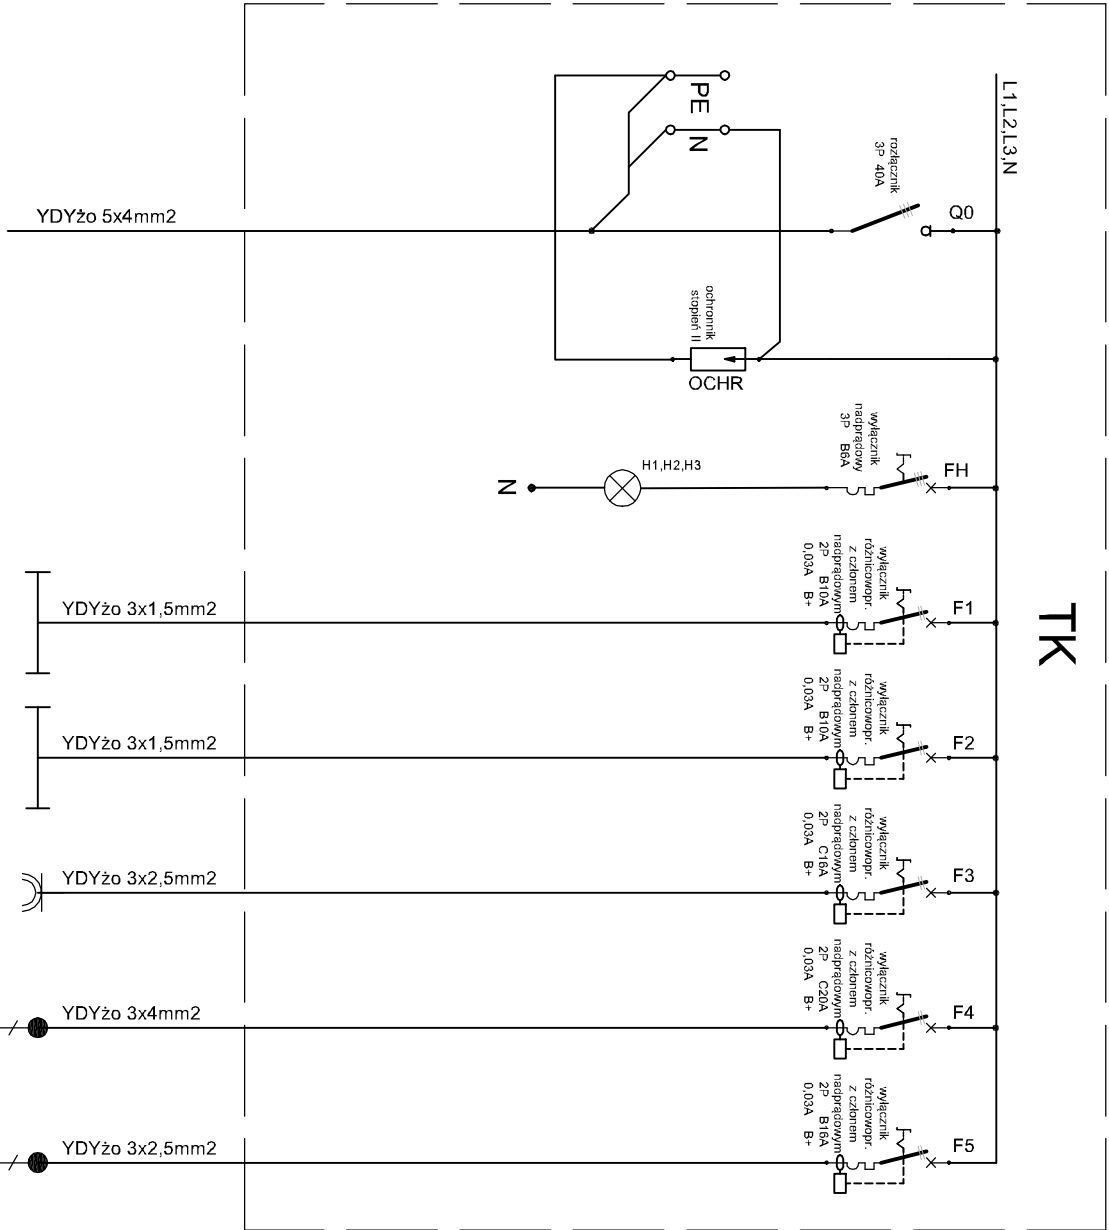 TK
L1,L2,L3,N
PE
N
rozłącznik
3P 40A
Q0
YDYżo 5x4mm2
ochronnik
stopień II
OCHR
wyłącznik
nadprądowy
3P B6A
FH
H1,H2,H3
N
wyłącznik
różnicowopr.
z członem
nadprądowym
2P B10A
0,03A B+
F1
YDYżo 3x1,5mm2
wyłącznik
różnicowopr.
z członem
nadprądowym
2P B10A
0,03A B+
F2
YDYżo 3x1,5mm2
wyłącznik
różnicowopr.
z członem
nadprądowym
2P C16A
0,03A B+
F3
YDYżo 3x2,5mm2
wyłącznik
różnicowopr.
z członem
nadprądowym
2P C20A
0,03A B+
F4
YDYżo 3x4mm2
wyłącznik
różnicowopr.
z członem
nadprądowym
2P B16A
0,03A B+
F5
YDYżo 3x2,5mm2